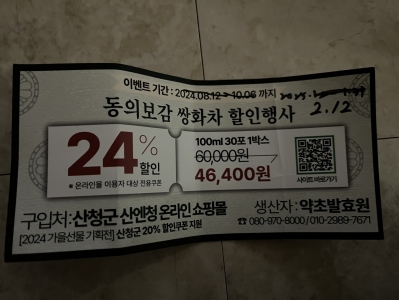 이벤트 기간 : 2024.08.12 > 10.06 까지
동의보감 쌍화차 할인행사
2.12
24% 할인
* 온라인몰 이용자 대상 전용쿠폰
100ml 30포 1박스
60,000원
46,400원
QR코드 바로가기
구입처 : 산청군 산엔청 온라인 쇼핑몰
[2024 가을선물 기획전] 산청군 20% 할인쿠폰 지원
생산자 : 약초발효원
☎ 080-970-8000 / 010-2989-7671